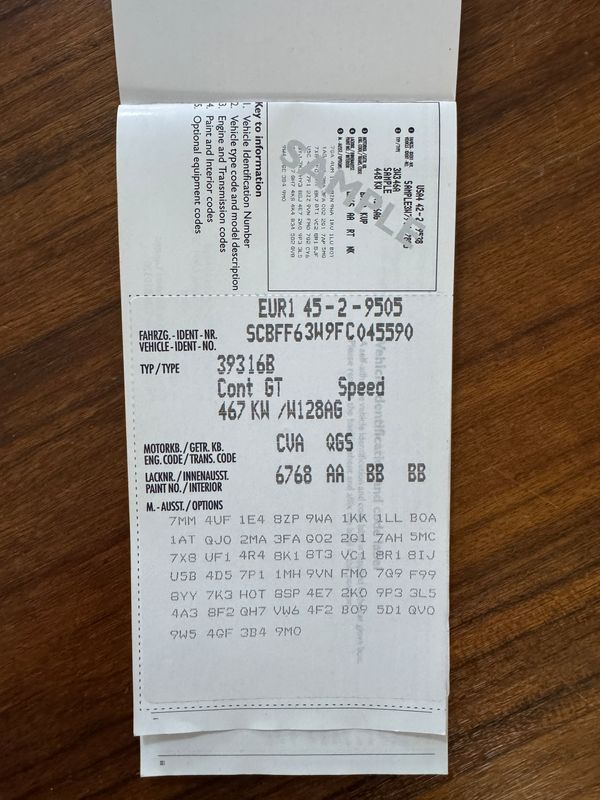 Key to information
1. Vehicle Identification Number
2. Vehicle type code and model description
3. Engine and Transmission codes
4. Paint and Interior codes
5. Optional equipment codes
SAMPLE
3U346A
SAMPLE
448 KW
EUR1 45-2-9505
FAHRZG.-IDENT-NR.
VEHICLE-IDENT-NO.
SCBFF63W9FC045590
TYP/TYPE
39316B
Cont GT Speed
467 KW /W128AG
MOTORKB./GETR. KB.
ENG. CODE/TRANS. CODE
CVA QGS
LACKNR./INNENAUSST.
PAINT NO./INTERIOR
6768 AA BB BB
M.-AUSST./OPTIONS
7MM 4UF 1E4 8ZP 9WA 1KK 1LL B0A
1AT QJ0 2MA 3FA G02 2G1 7AH 5MC
7X8 UF1 4R4 8K1 8T3 VC1 8R1 8IJ
U5B 4D5 7P1 1MH 9VN FM0 7Q9 F99
8YY 7K3 H0T 8SP 4E7 2K0 9P3 3L5
4A3 8F2 QH7 VW6 4F2 B09 5D1 QV0
9W5 4GF 3B4 9M0